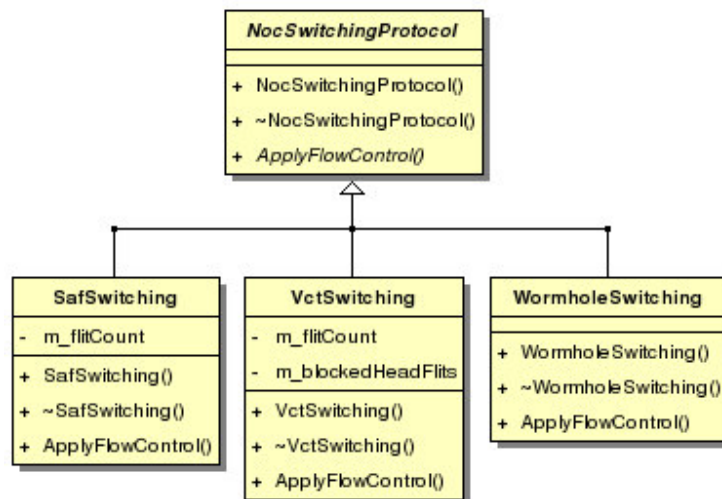 NocSwitchingProtocol
+ NocSwitchingProtocol()
+ ~NocSwitchingProtocol()
+ ApplyFlowControl()
SafSwitching
- m_flitCount
+ SafSwitching()
+ ~SafSwitching()
+ ApplyFlowControl()
VctSwitching
- m_flitCount
- m_blockedHeadFlits
+ VctSwitching()
+ ~VctSwitching()
+ ApplyFlowControl()
WormholeSwitching
+ WormholeSwitching()
+ ~WormholeSwitching()
+ ApplyFlowControl()